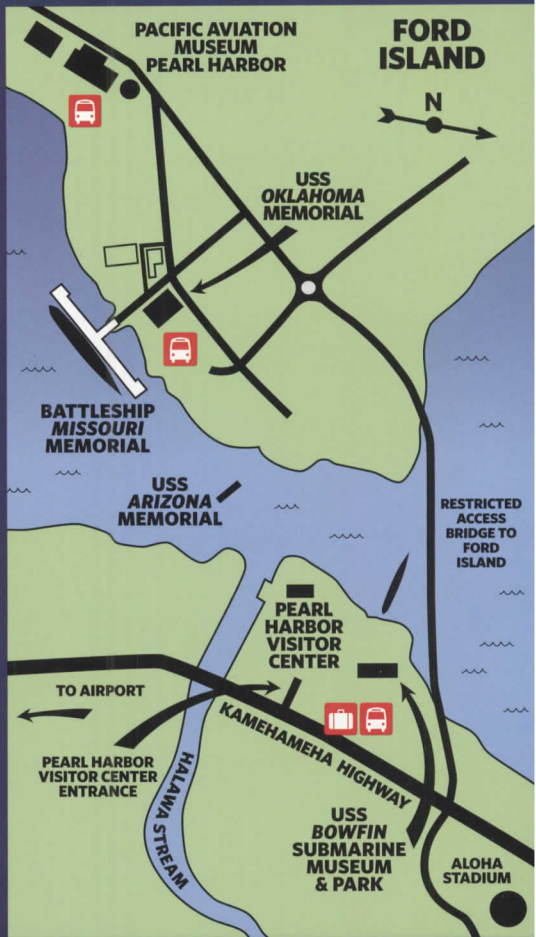 PACIFIC AVIATION
MUSEUM
PEARL HARBOR
FORD
ISLAND
N
USS
OKLAHOMA
MEMORIAL
BATTLESHIP
MISSOURI
MEMORIAL
USS
ARIZONA
MEMORIAL
RESTRICTED
ACCESS
BRIDGE TO
FORD
ISLAND
PEARL
HARBOR
VISITOR
CENTER
TO AIRPORT
KAMEHAMEHA HIGHWAY
PEARL HARBOR
VISITOR CENTER
ENTRANCE
HALAWA STREAM
USS
BOWFIN
SUBMARINE
MUSEUM
& PARK
ALOHA
STADIUM